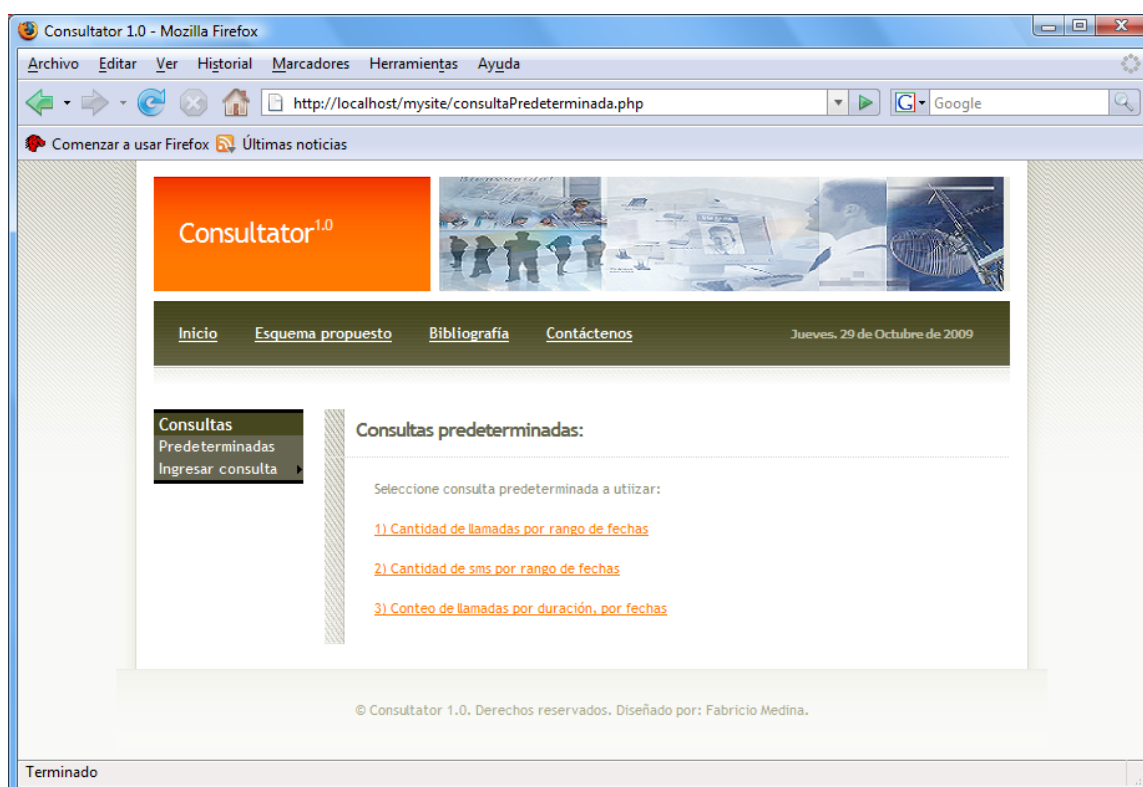 Consultator 1.0 - Mozilla Firefox
Archivo Editar Ver Historial Marcadores Herramientas Ayuda
http://localhost/mysite/consultaPredeterminada.php G Google
Comenzar a usar Firefox Últimas noticias
Consultator1.0
Inicio Esquema propuesto Bibliografía Contáctenos Jueves. 29 de Octubre de 2009
Consultas
Predeterminadas
Ingresar consulta
Consultas predeterminadas:
Seleccione consulta predeterminada a utiizar:
1) Cantidad de llamadas por rango de fechas
2) Cantidad de sms por rango de fechas
3) Conteo de llamadas por duración, por fechas
© Consultator 1.0. Derechos reservados. Diseñado por: Fabricio Medina.
Terminado